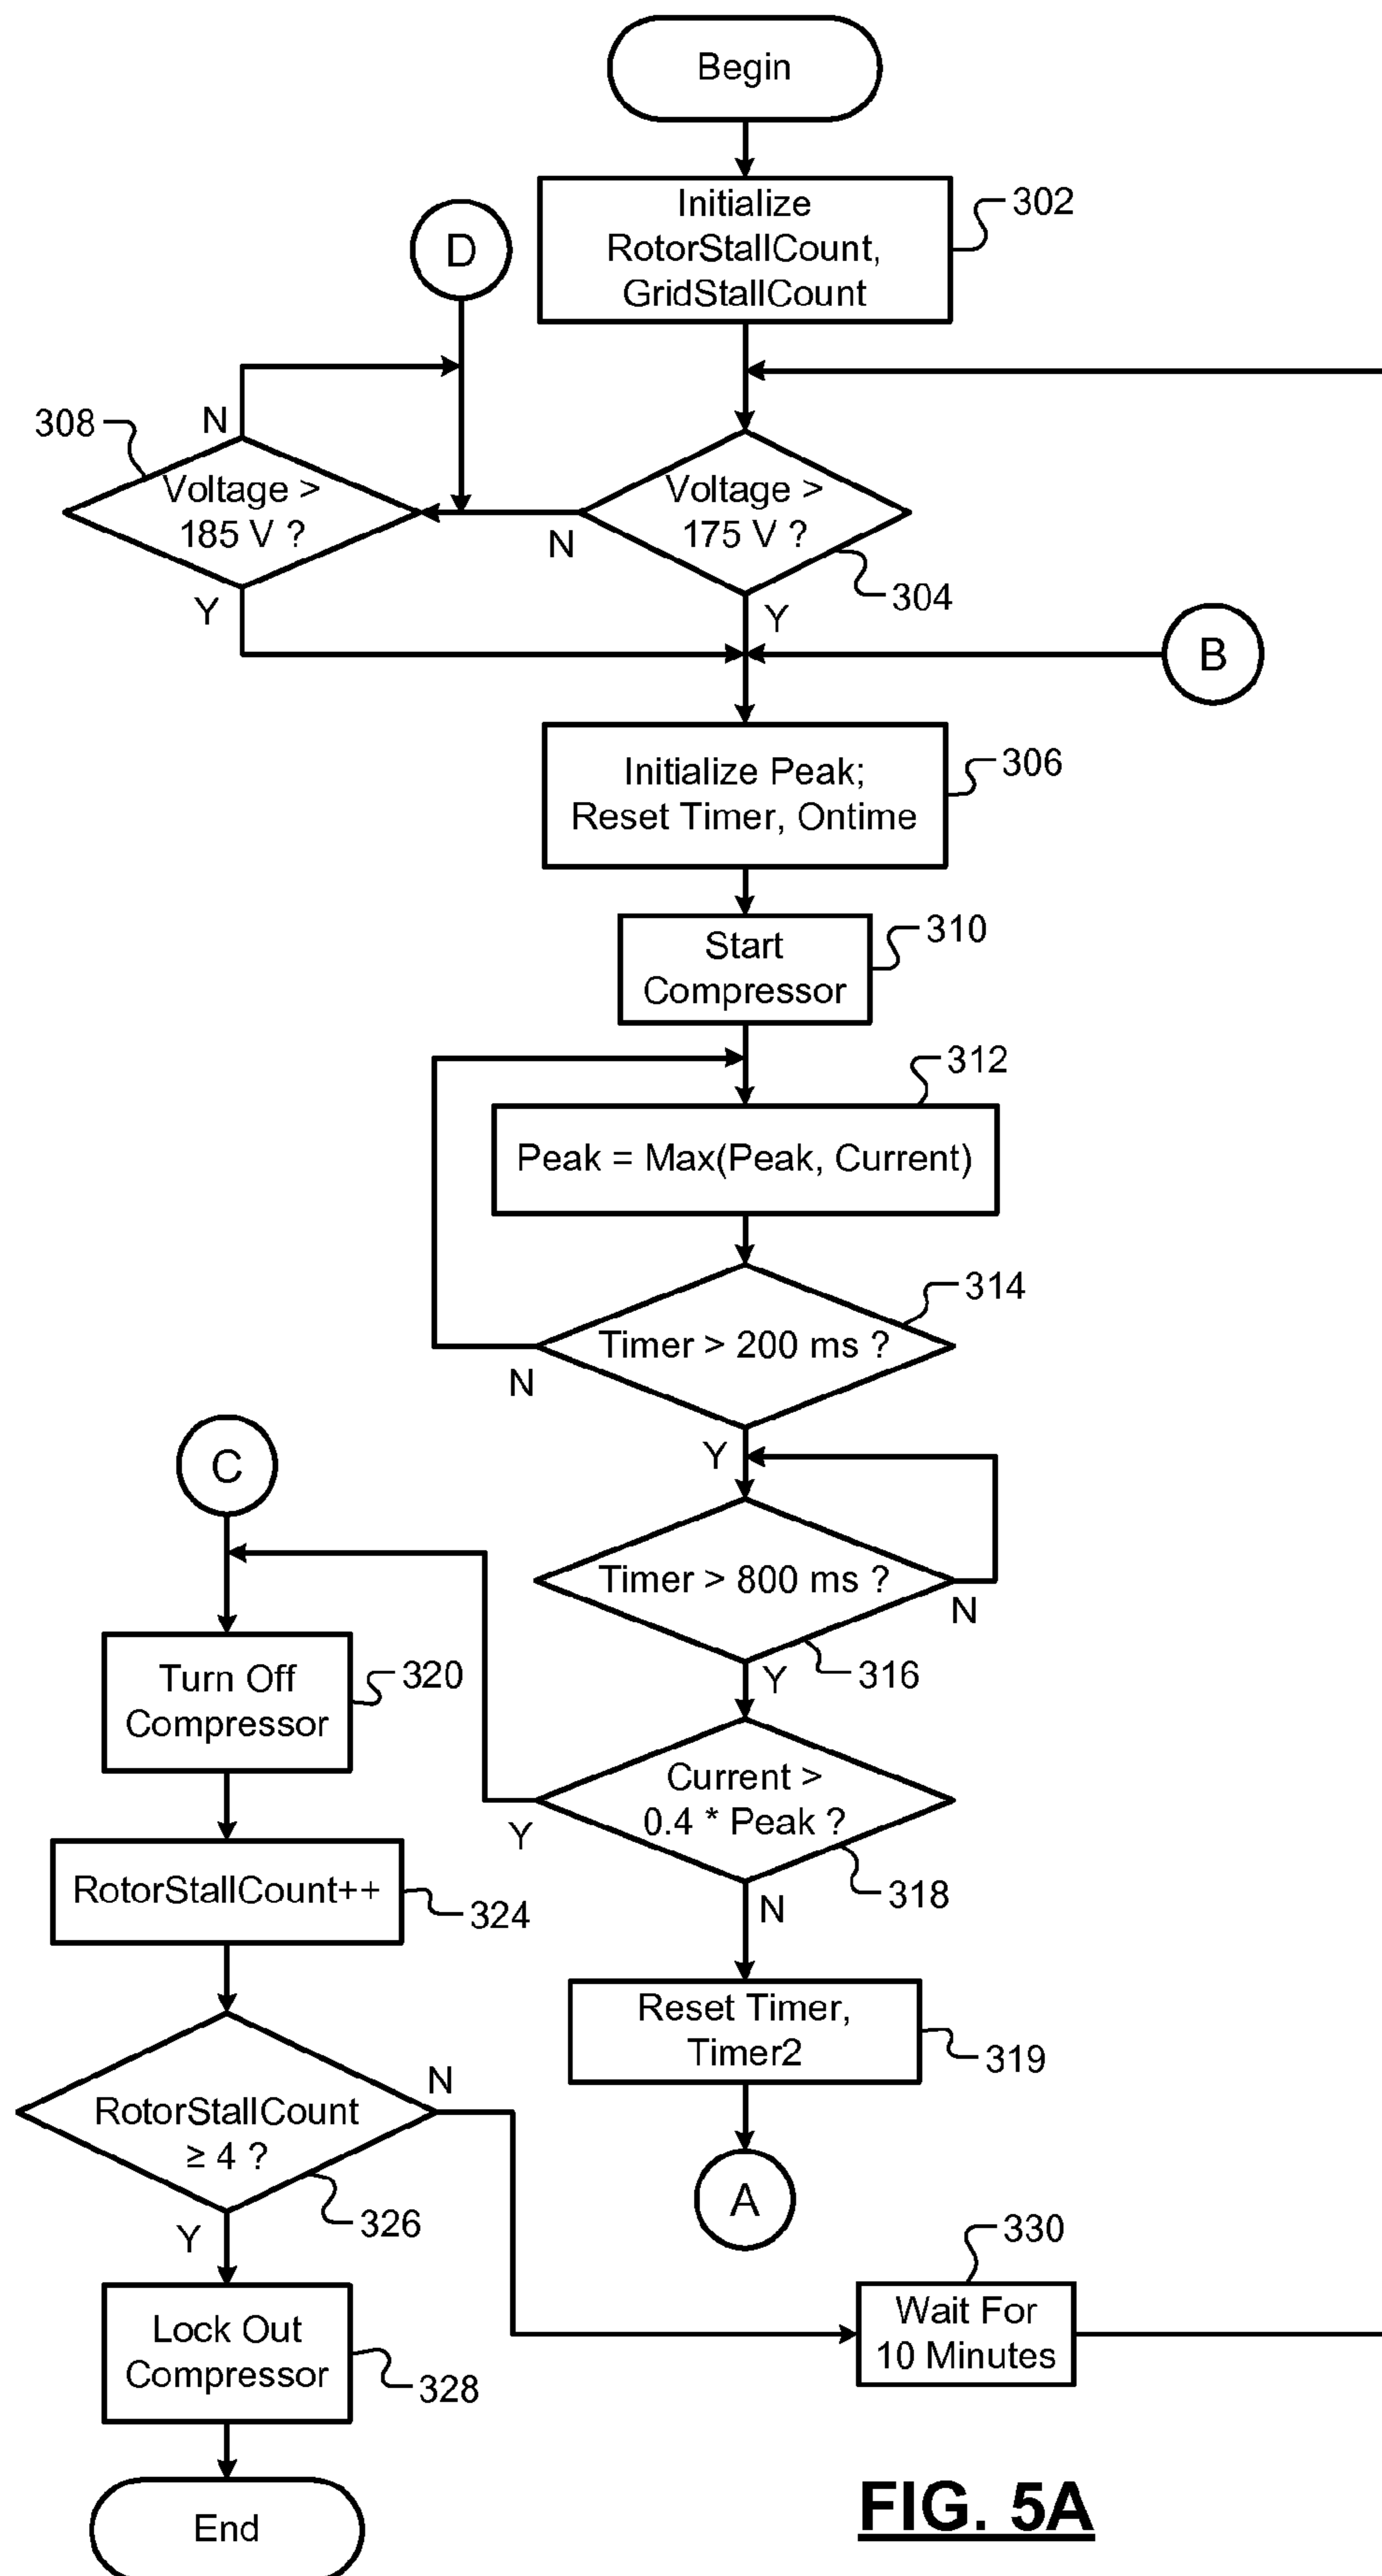 Begin
Initialize
RotorStallCount,
GridStallCount
302
D
308
N
Voltage >
185 V ?
Y
Voltage >
175 V ?
N
304
Y
B
Initialize Peak;
Reset Timer, Ontime
306
Start
Compressor
310
312
Peak = Max(Peak, Current)
314
Timer > 200 ms ?
N
Y
C
Timer > 800 ms ?
N
316
Y
Turn Off
Compressor
320
Current >
0.4 * Peak ?
Y
318
N
RotorStallCount++
324
Reset Timer,
Timer2
319
RotorStallCount
≥ 4 ?
N
326
Y
A
330
Wait For
10 Minutes
Lock Out
Compressor
328
End
FIG. 5A